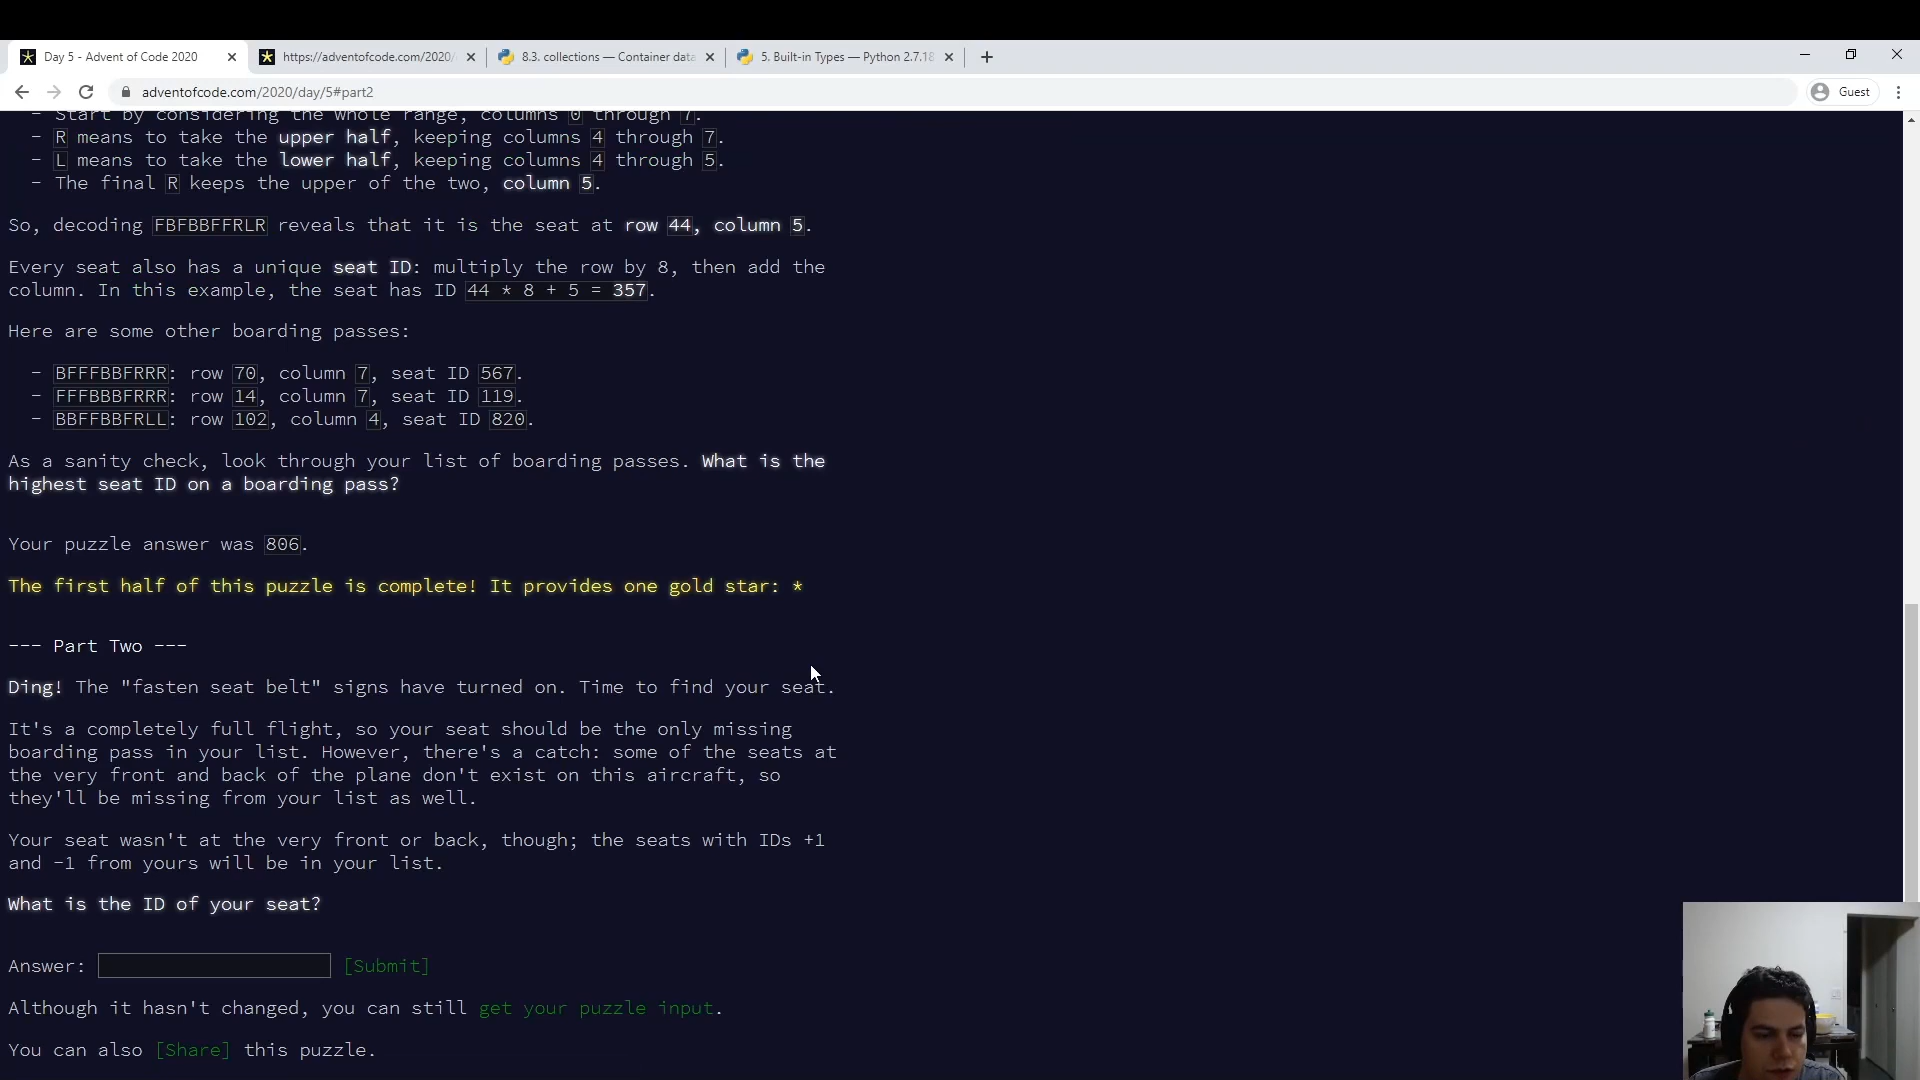 Day 5 - Advent of Code 2020
https://adventofcode.com/2020/
8.3. collections — Container data
5. Built-in Types — Python 2.7.18
adventofcode.com/2020/day/5#part2
Guest
- Start by considering the whole range, columns 0 through 7.
- R means to take the upper half, keeping columns 4 through 7.
- L means to take the lower half, keeping columns 4 through 5.
- The final R keeps the upper of the two, column 5.
So, decoding FBFBBFFRLR reveals that it is the seat at row 44, column 5.
Every seat also has a unique seat ID: multiply the row by 8, then add the
column. In this example, the seat has ID 44 * 8 + 5 = 357.
Here are some other boarding passes:
- BFFFBBFRRR: row 70, column 7, seat ID 567.
- FFFBBBFRRR: row 14, column 7, seat ID 119.
- BBFFBBFRLL: row 102, column 4, seat ID 820.
As a sanity check, look through your list of boarding passes. What is the
highest seat ID on a boarding pass?
Your puzzle answer was 806.
The first half of this puzzle is complete! It provides one gold star: *
--- Part Two ---
Ding! The "fasten seat belt" signs have turned on. Time to find your seat.
It's a completely full flight, so your seat should be the only missing
boarding pass in your list. However, there's a catch: some of the seats at
the very front and back of the plane don't exist on this aircraft, so
they'll be missing from your list as well.
Your seat wasn't at the very front or back, though; the seats with IDs +1
and -1 from yours will be in your list.
What is the ID of your seat?
Answer: [Submit]
Although it hasn't changed, you can still get your puzzle input.
You can also [Share] this puzzle.